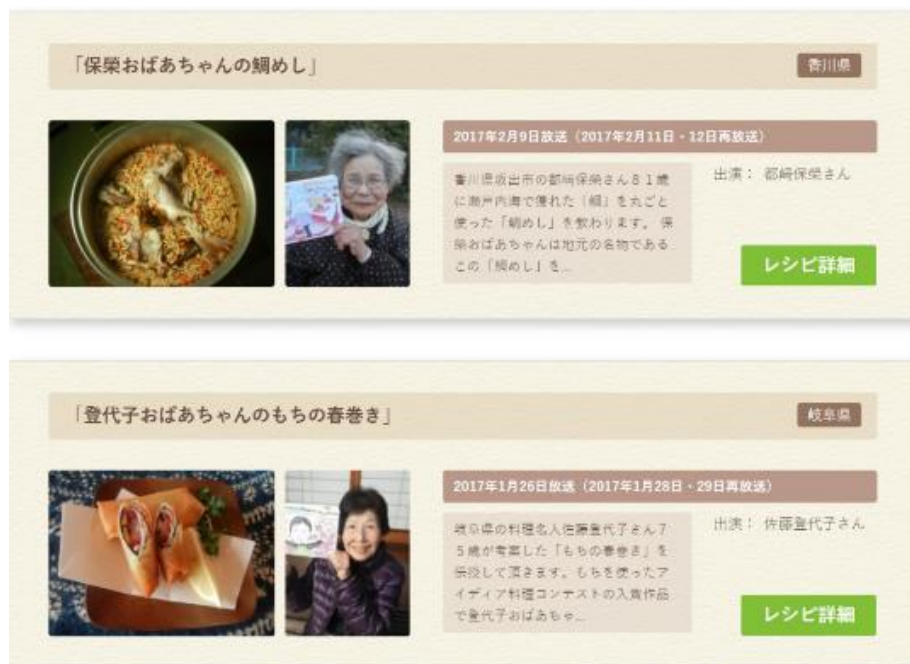 「保榮おばあちゃんの鯛めし」
香川県
2017年2月9日放送（2017年2月11日・12日再放送）
香川県坂出市の都崎保榮さん８１歳
に瀬戸内海で獲れた「鯛」を丸ごと
使った「鯛めし」を教わります。 保
榮おばあちゃんは地元の名物である
この「鯛めし」を...
出演： 都崎保榮さん
レシピ詳細
「登代子おばあちゃんのもちの春巻き」
岐阜県
2017年1月26日放送（2017年1月28日・29日再放送）
岐阜県の料理名人佐藤登代子さん７
５歳が考案した「もちの春巻き」を
伝授して頂きます。もちを使ったア
イディア料理コンテストの入賞作品
で登代子おばあちゃ...
出演： 佐藤登代子さん
レシピ詳細